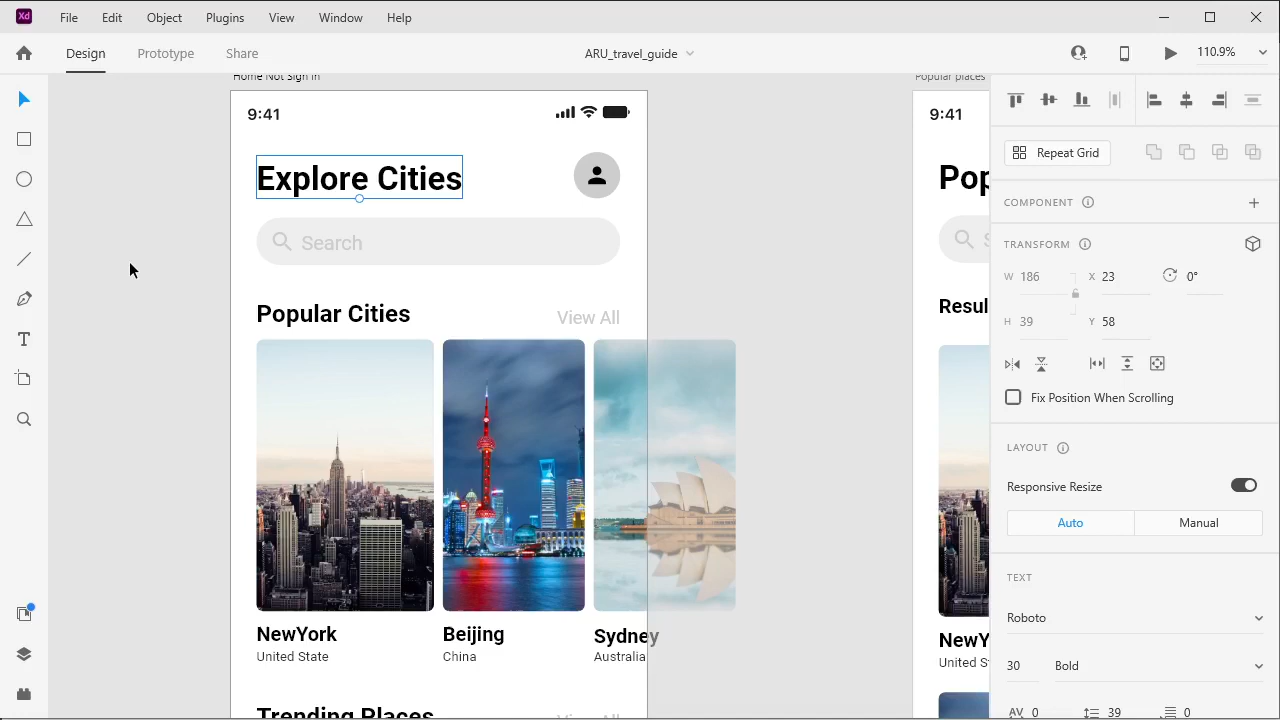 Xd File Edit Object Plugins View Window Help
Design Prototype Share ARU_travel_guide 110.9%
Home Not Sign in
Popular places
9:41
9:41
Explore Cities
Pop
Repeat Grid
COMPONENT
Search
S
TRANSFORM
W 186 X 23 0°
H 39 Y 58
Popular Cities View All
Resul
Fix Position When Scrolling
LAYOUT
Responsive Resize
Auto Manual
TEXT
Roboto
NewYork Beijing Sydney
United State China Australia
NewY
United S
30 Bold
Trending Places View All
AV 0 39 0